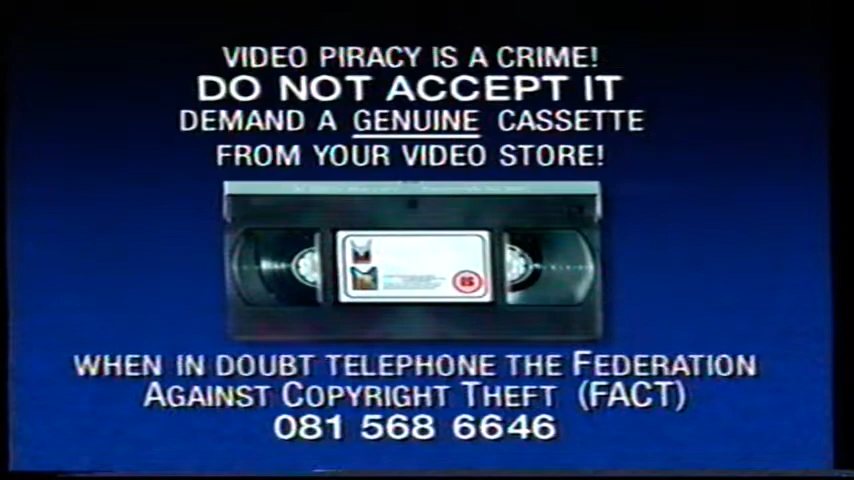 VIDEO PIRACY IS A CRIME!
DO NOT ACCEPT IT
DEMAND A GENUINE CASSETTE
FROM YOUR VIDEO STORE!
WHEN IN DOUBT TELEPHONE THE FEDERATION
AGAINST COPYRIGHT THEFT (FACT)
081 568 6646